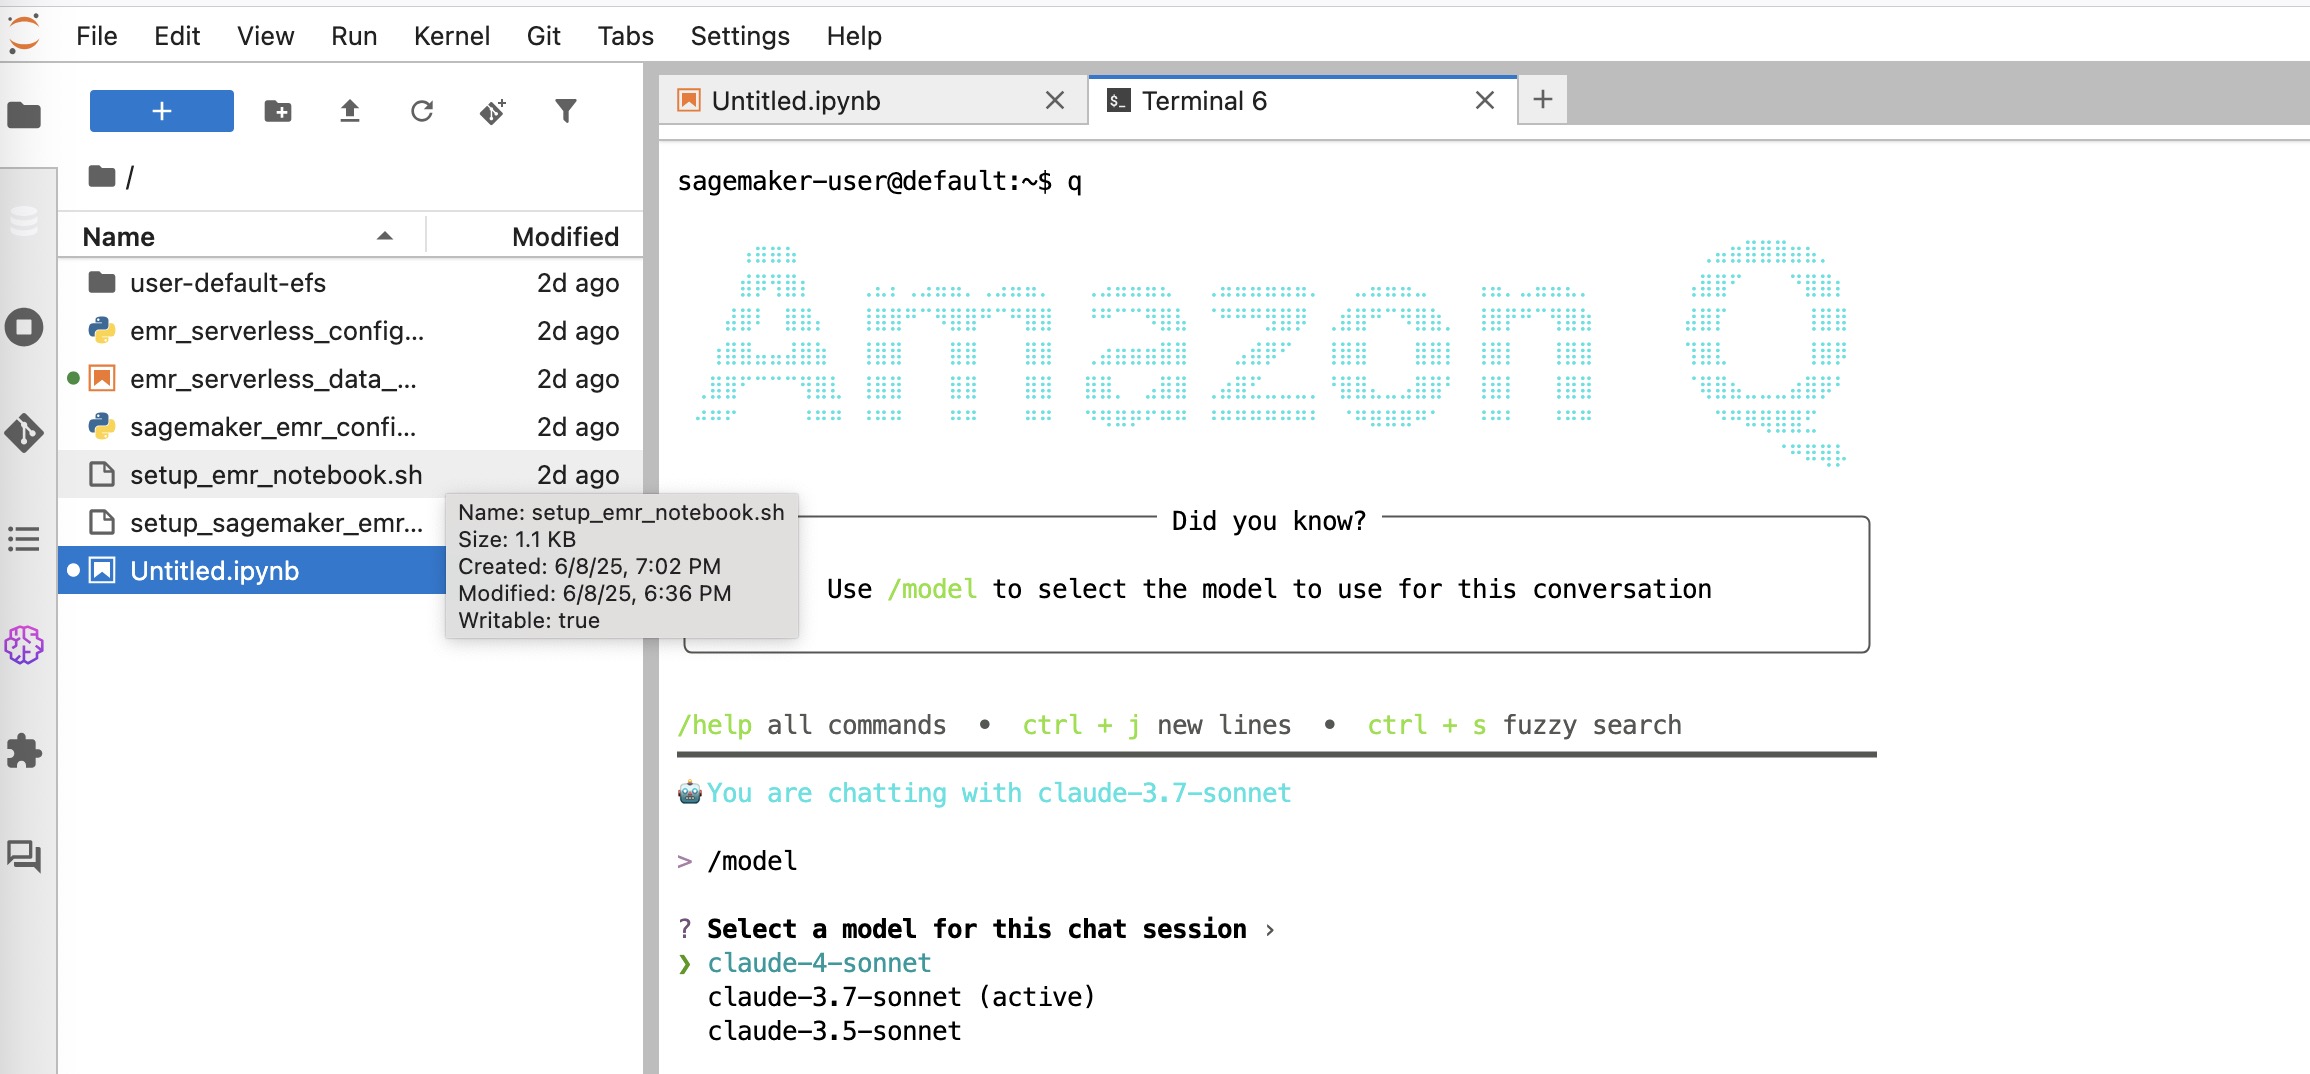 File Edit View Run Kernel Git Tabs Settings Help
+
/
Name Modified
user-default-efs 2d ago
emr_serverless_config... 2d ago
emr_serverless_data_... 2d ago
sagemaker_emr_confi... 2d ago
setup_emr_notebook.sh 2d ago
setup_sagemaker_emr...
Untitled.ipynb
Name: setup_emr_notebook.sh
Size: 1.1 KB
Created: 6/8/25, 7:02 PM
Modified: 6/8/25, 6:36 PM
Writable: true
Untitled.ipynb
$_ Terminal 6
+
sagemaker-user@default:~$ q
Amazon Q
Did you know?
Use /model to select the model to use for this conversation
/help all commands • ctrl + j new lines • ctrl + s fuzzy search
🤖You are chatting with claude-3.7-sonnet
> /model
? Select a model for this chat session ›
❯ claude-4-sonnet
claude-3.7-sonnet (active)
claude-3.5-sonnet